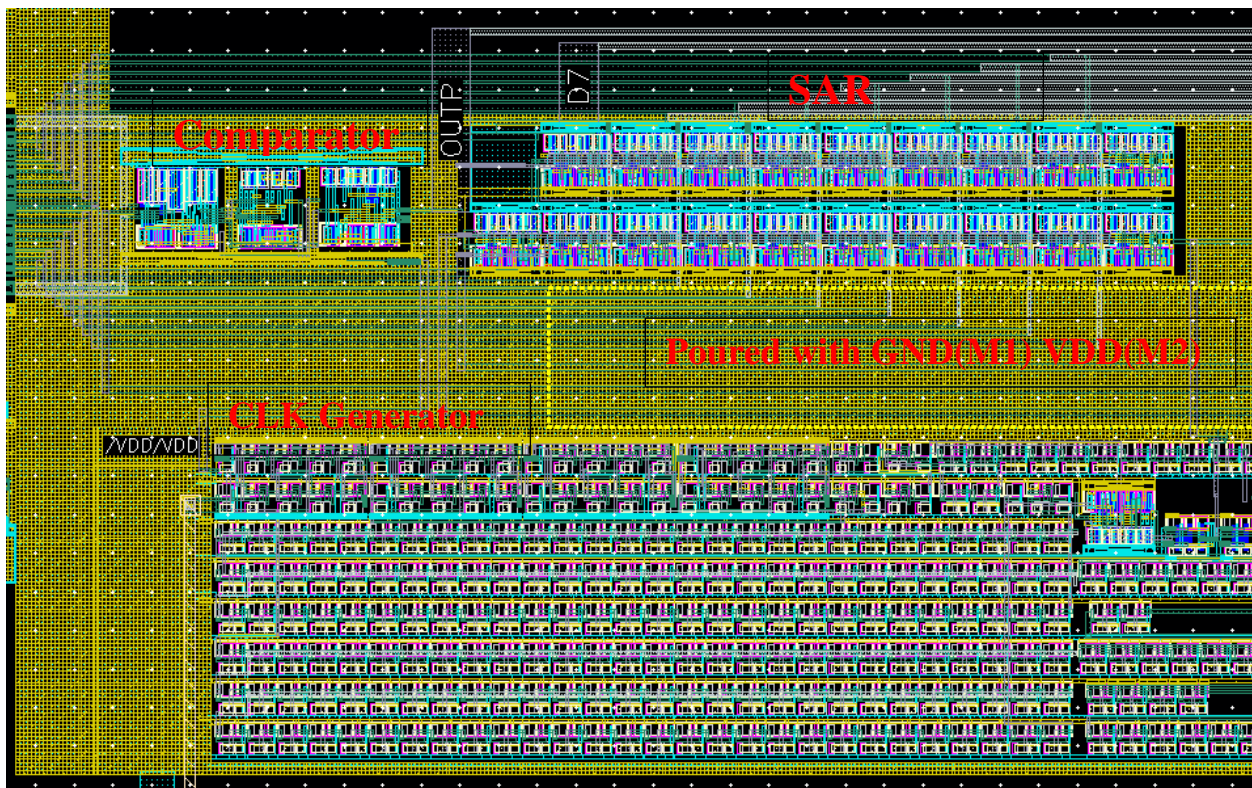 SAR
D7
OUTP
Comparator
Poured with GND(M1) VDD(M2)
CLK Generator
/VDD/VDD